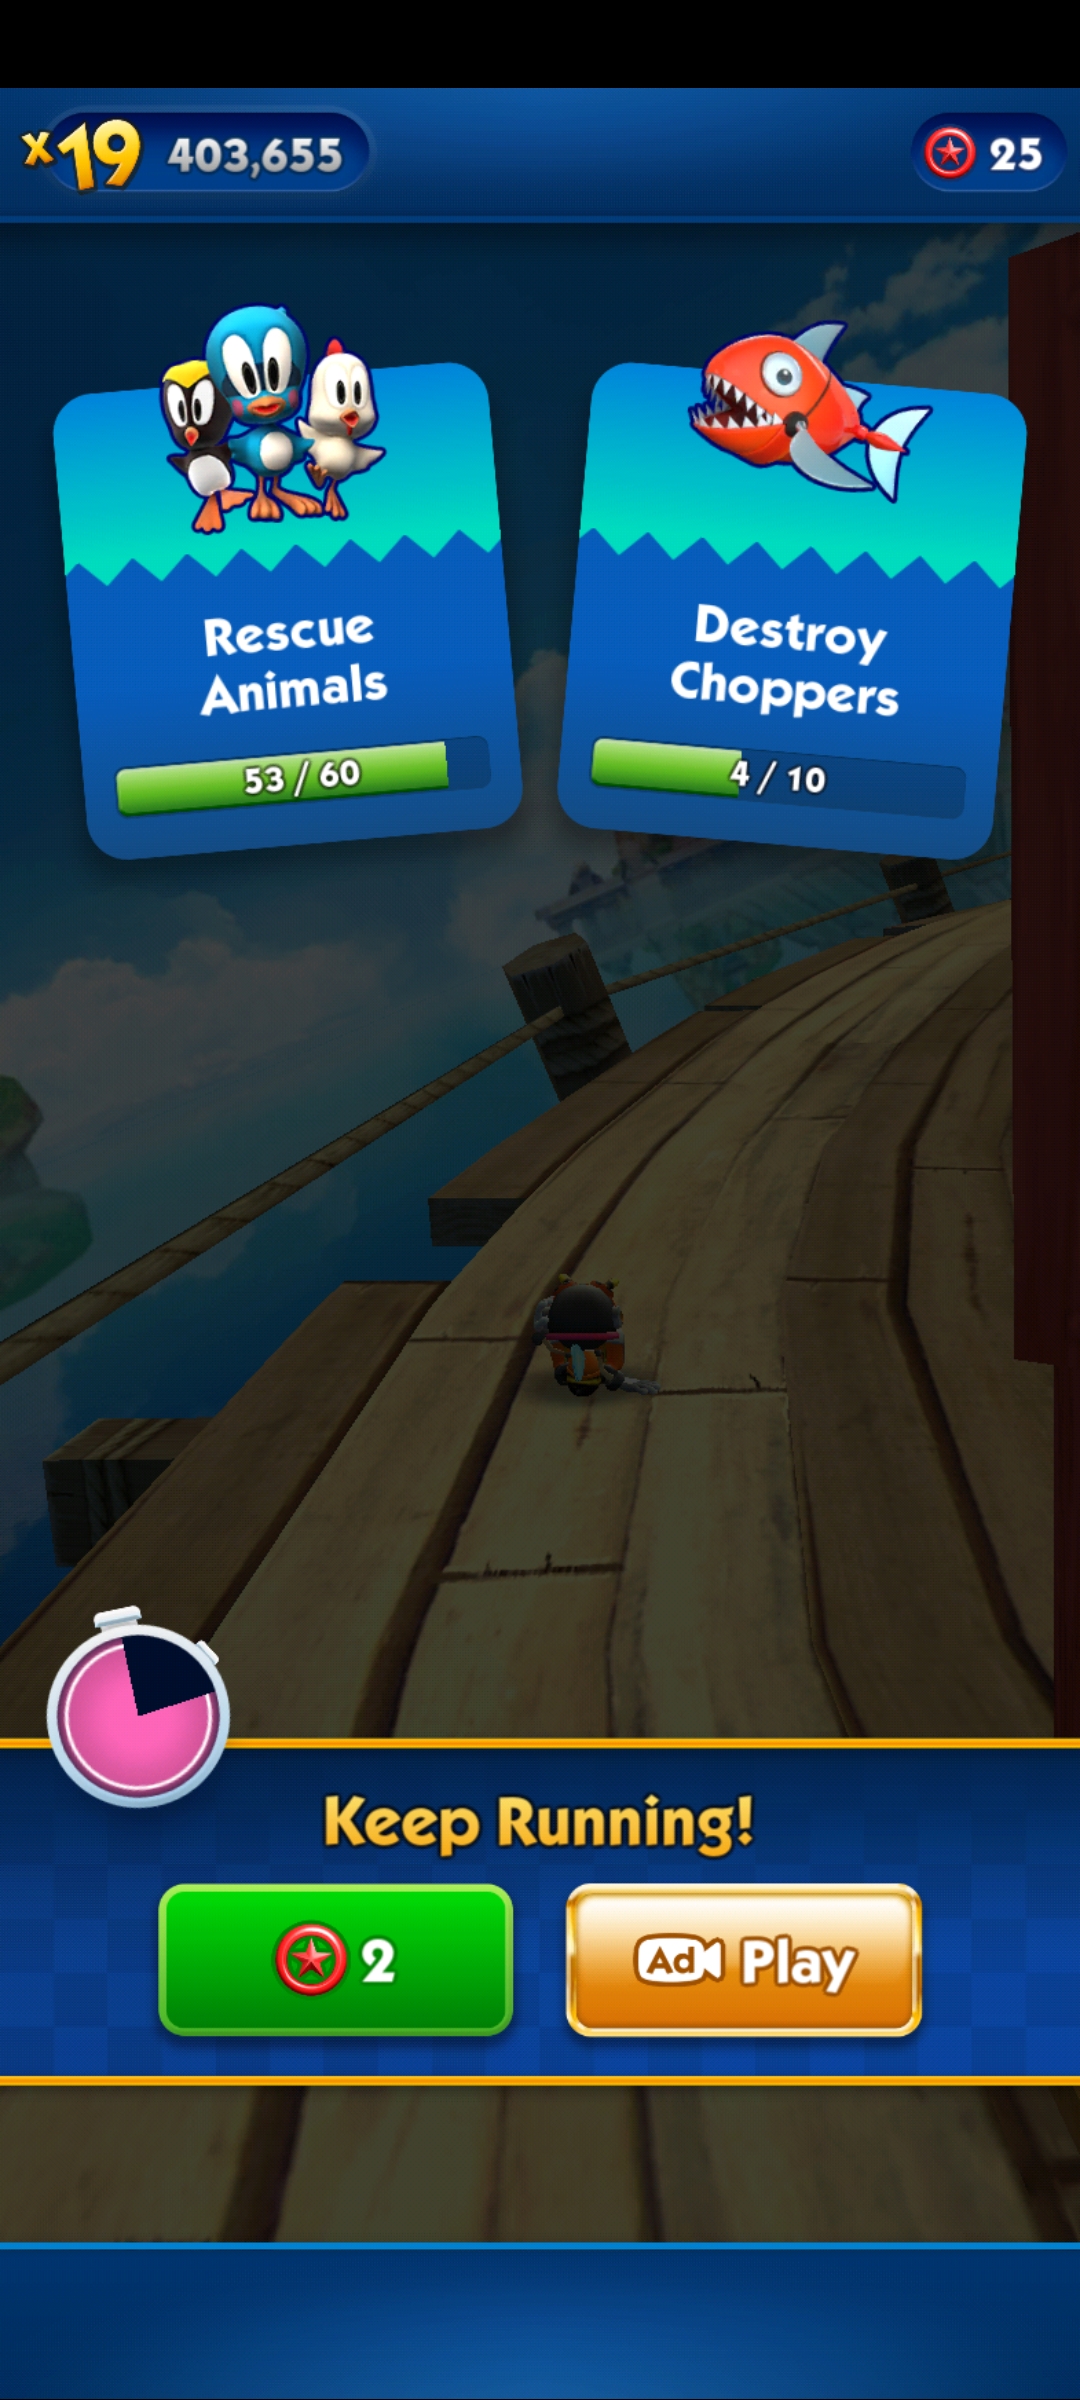 x19 403,655
25
Rescue
Animals
53 / 60
Destroy
Choppers
4 / 10
Keep Running!
2
Ad Play